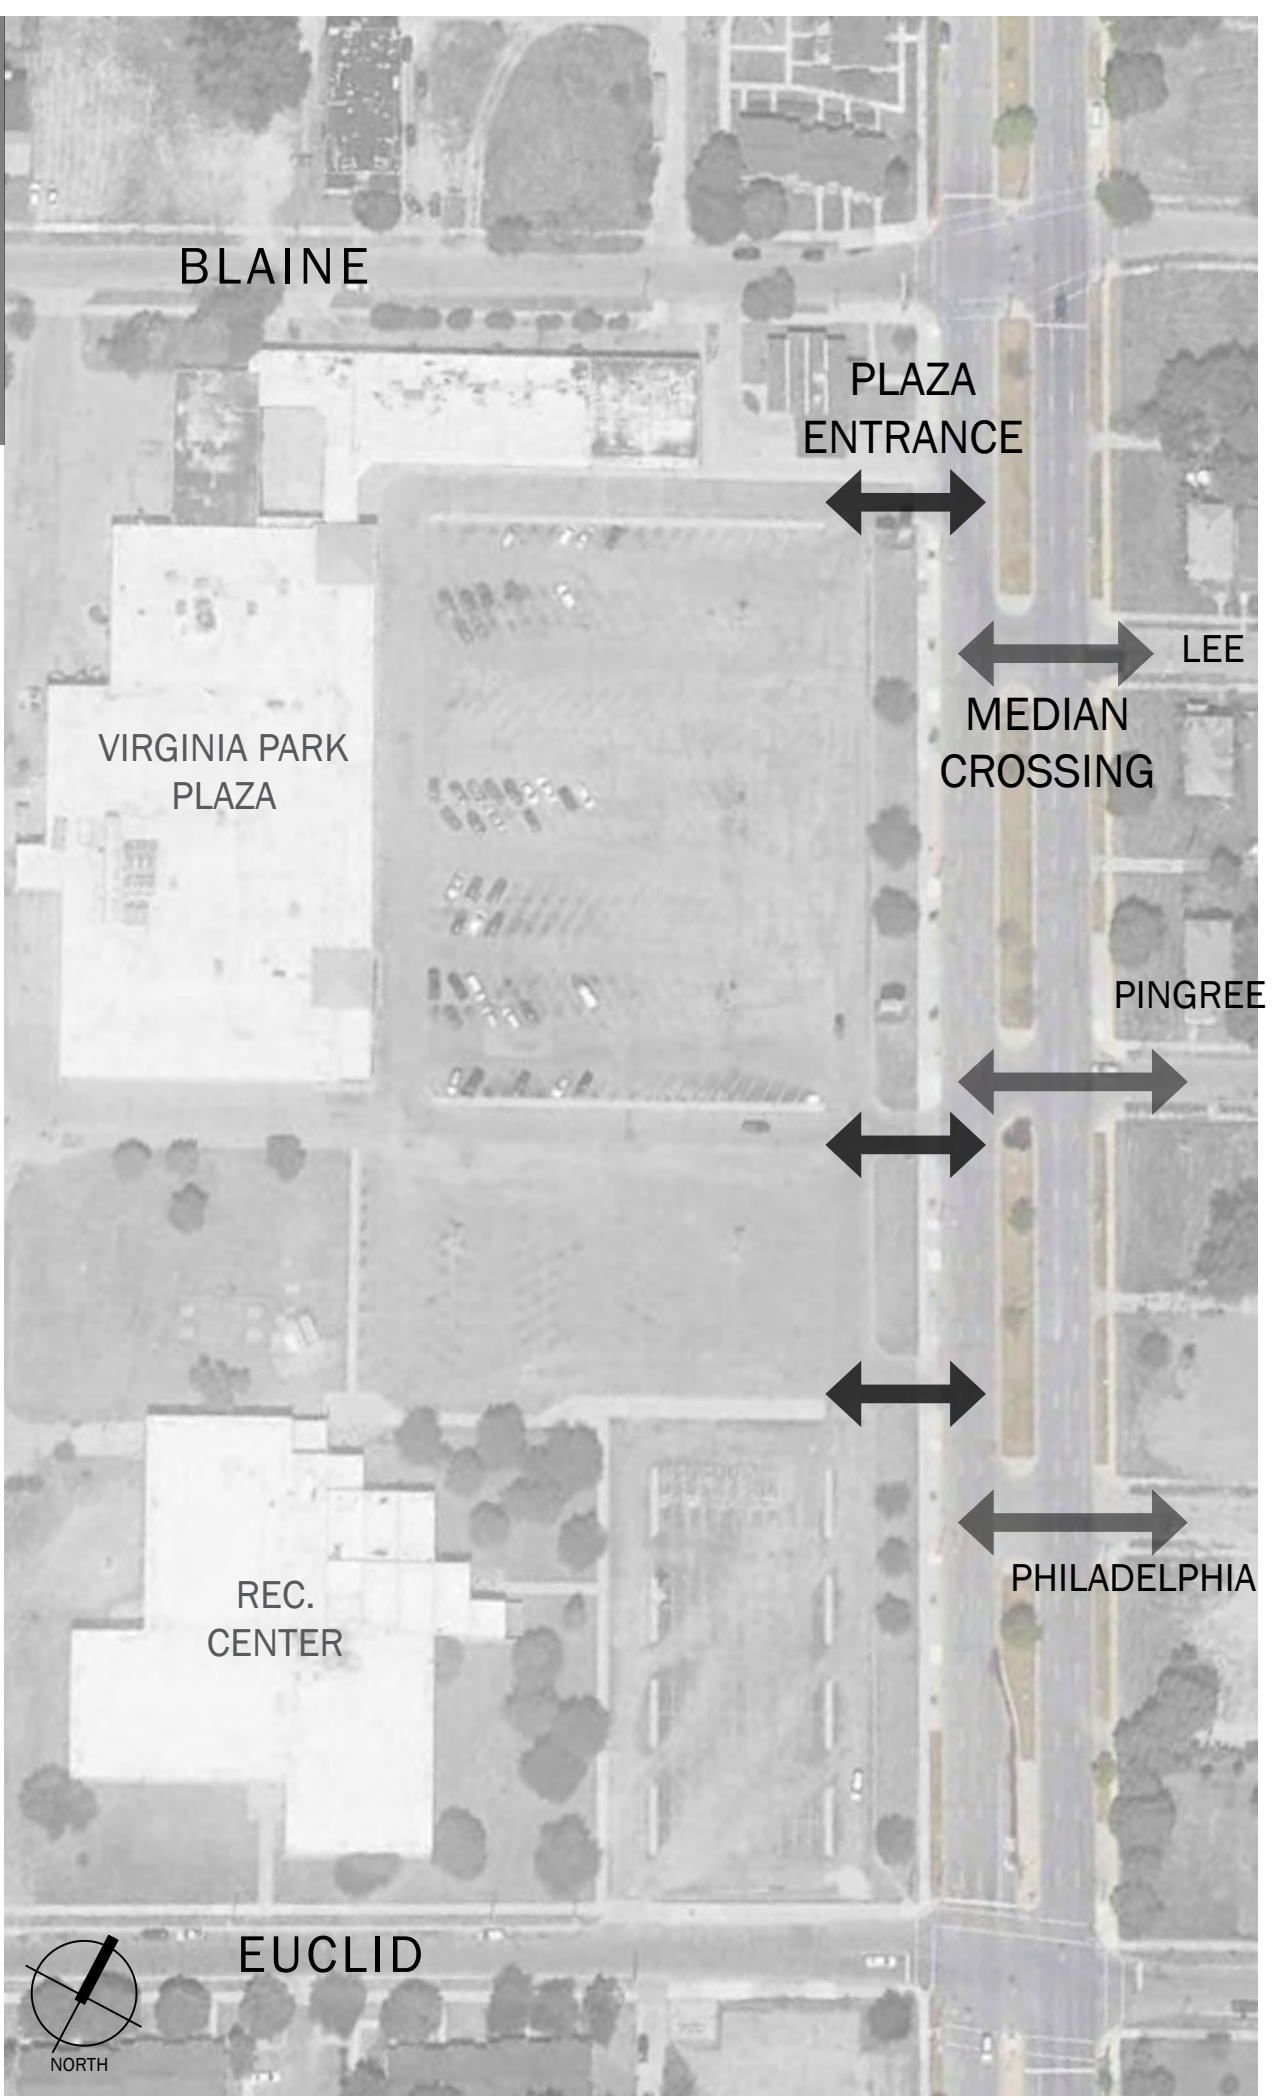 BLAINE
PLAZA
ENTRANCE
LEE
MEDIAN
CROSSING
VIRGINIA PARK
PLAZA
PINGREE
PHILADELPHIA
REC.
CENTER
EUCLID
NORTH